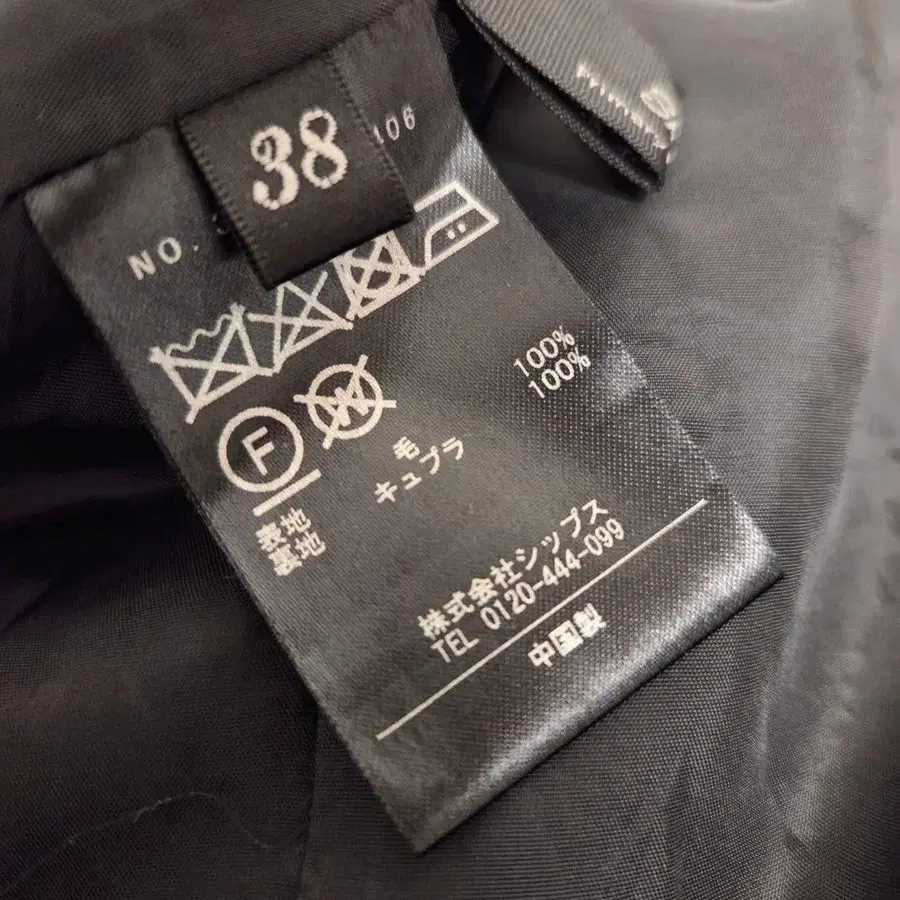 38
NO.
106
F
W
表地 毛 100%
裏地 キュプラ 100%
株式会社シップス
TEL 0120-444-099
中国製